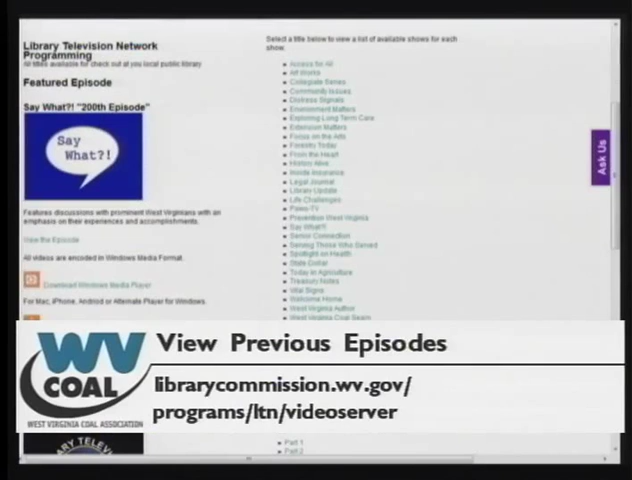 Library Television Network
Programming
All titles available for check out at you local public library
Featured Episode
Say What?! "200th Episode"
Say
What?!
Features discussions with prominent West Virginians with an
emphasis on their experiences and accomplishments.
View the Episode
All videos are encoded in Windows Media Format.
Download Windows Media Player
For Mac, iPhone, Android or Alternate Player for Windows.
Select a title below to view a list of available shows for each
show.
Access for All
Art Works
Collegiate Series
Community Issues
Distress Signals
Environment Matters
Exploring Long Term Care
Extension Matters
Focus on the Arts
Forestry Today
From the Heart
History Alive
Inside Insurance
Legal Journal
Library Update
Life Challenges
Paws-TV
Prevention West Virginia
Say What?!
Senior Connection
Serving Those Who Served
Spotlight on Health
State Dollar
Today in Agriculture
Treasury Notes
Vital Signs
Welcome Home
West Virginia Author
West Virginia Coal Seam
Ask Us
WV
COAL
WEST VIRGINIA COAL ASSOCIATION
View Previous Episodes
librarycommission.wv.gov/
programs/ltn/videoserver
Part 1
Part 2